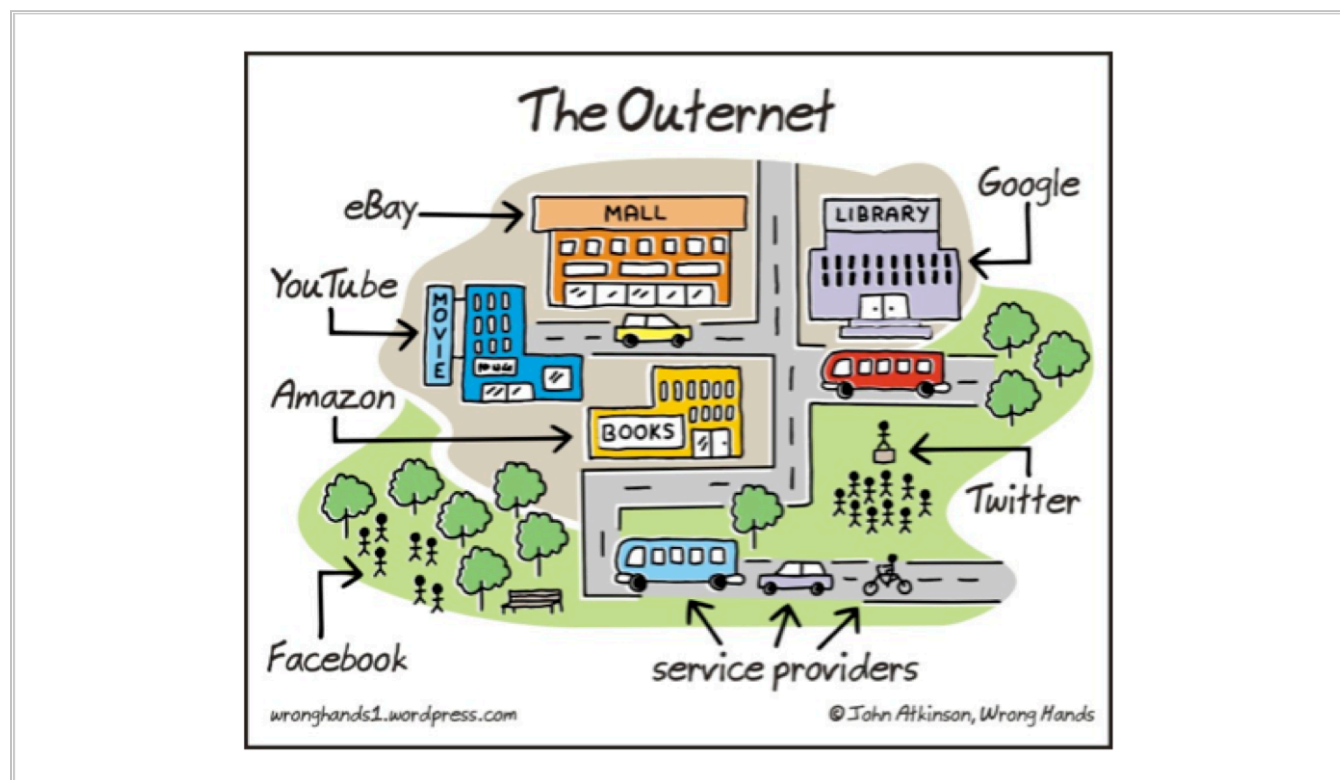 The Outernet
eBay
MALL
LIBRARY
Google
YouTube
MOVIE
Amazon
BOOKS
Twitter
Facebook
service providers
wronghands1.wordpress.com
© John Atkinson, Wrong Hands